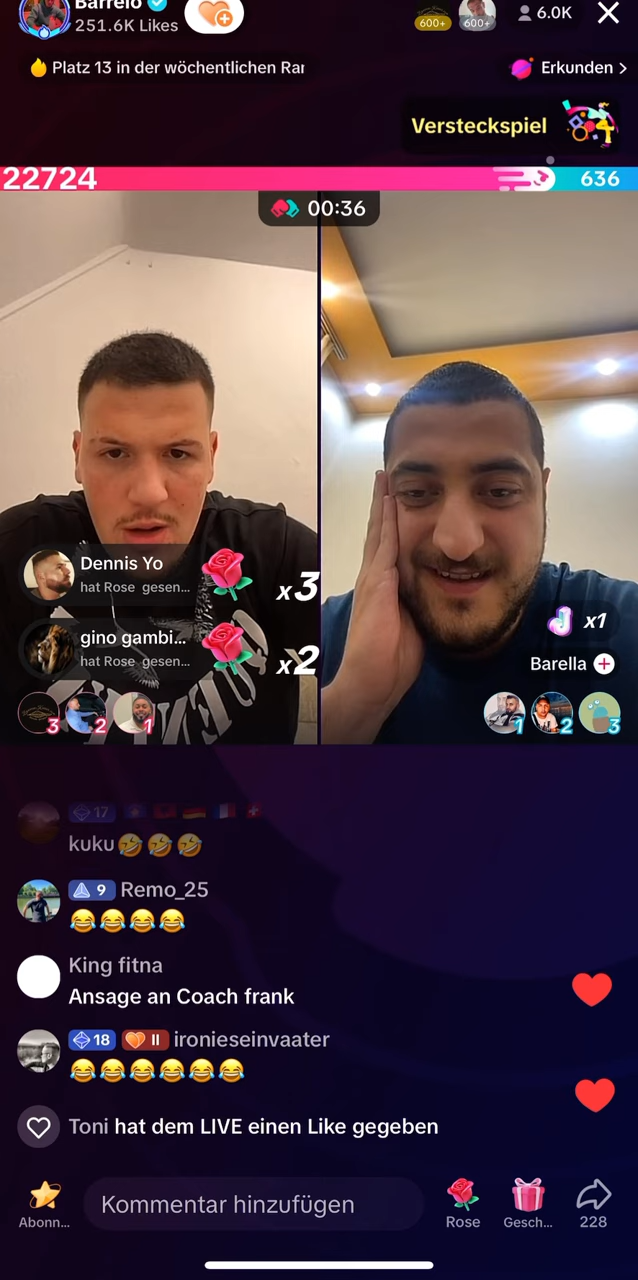 Barrelo
251.6K Likes
600+
600+
6.0K
Platz 13 in der wöchentlichen Ran
Erkunden >
Versteckspiel
22724
636
00:36
Dennis Yo
hat Rose gesen...
x3
gino gambi...
hat Rose gesen...
x2
x1
Barella
3
2
1
1
2
3
17
kuku🤣🤣🤣
9 Remo_25
😂😂😂😂
King fitna
Ansage an Coach frank
18 II ironieseinvaater
😂😂😂😂😂😂
Toni hat dem LIVE einen Like gegeben
Kommentar hinzufügen
Abonn...
Rose
Gesch...
228